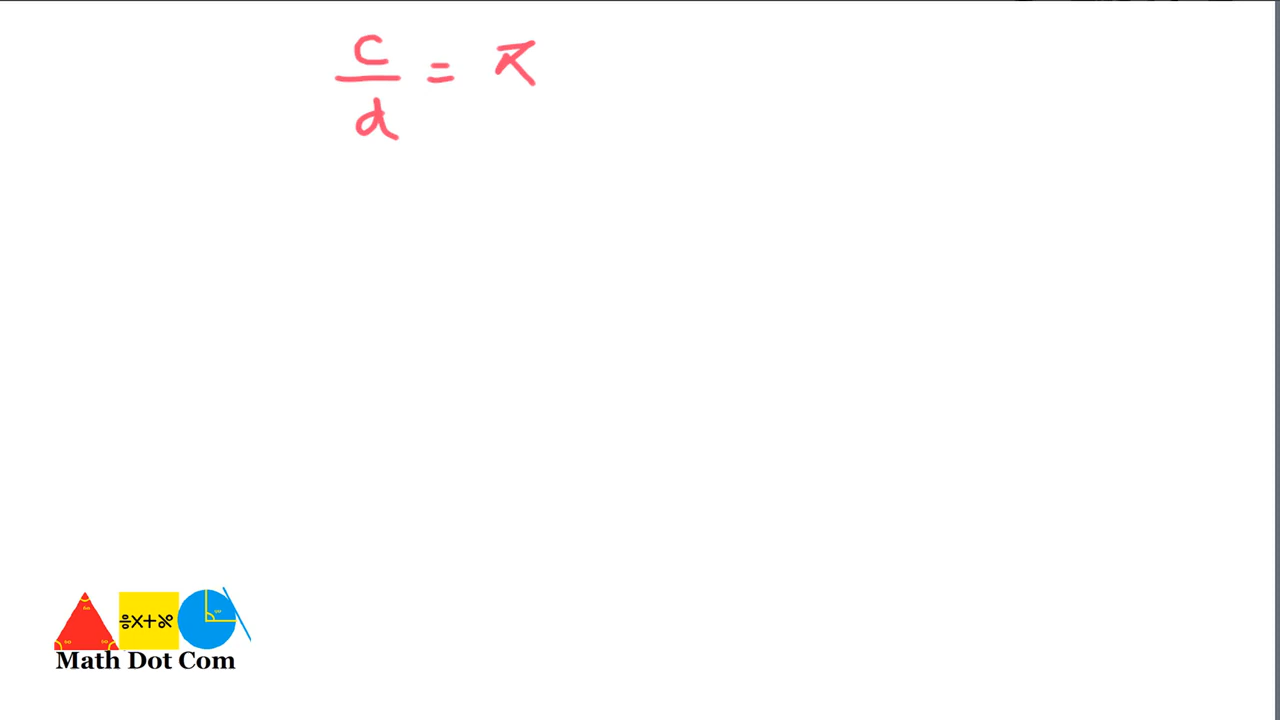 c/d = π
÷×+%
Math Dot Com